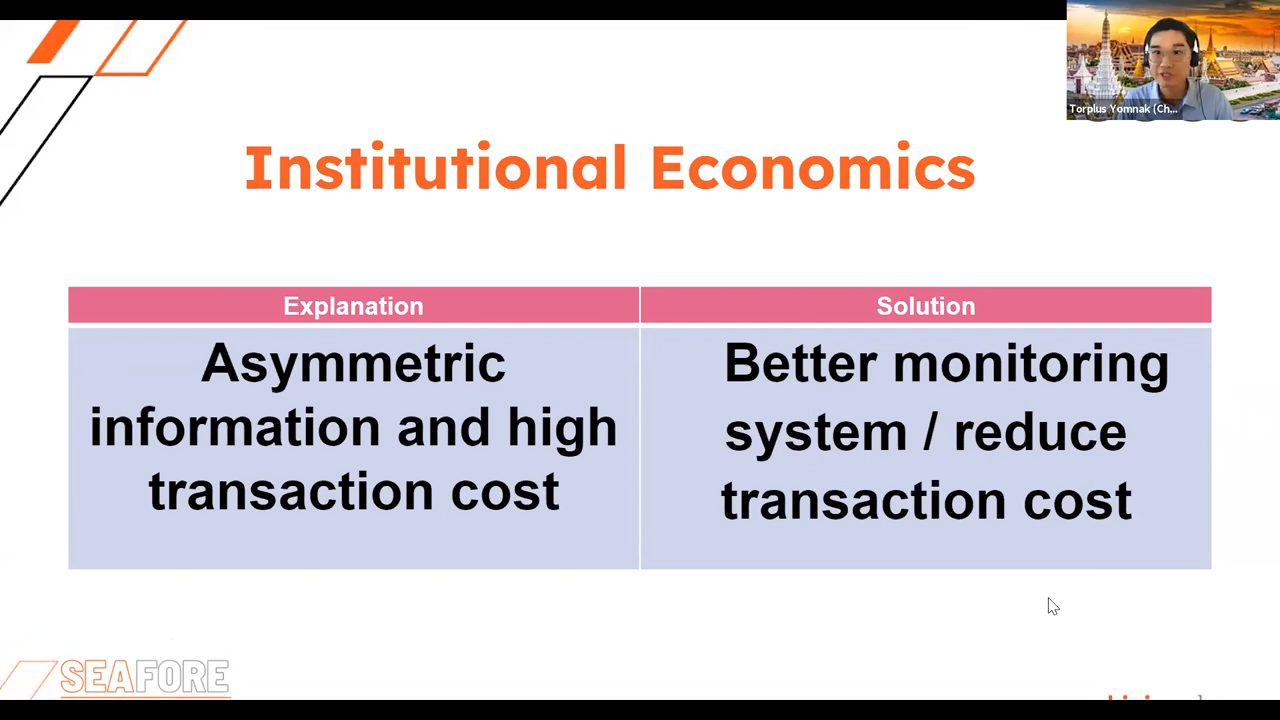 Torplus Yomnak (Ch...
Institutional Economics
Explanation
Solution
Asymmetric
information and high
transaction cost
Better monitoring
system / reduce
transaction cost
SEAFORE